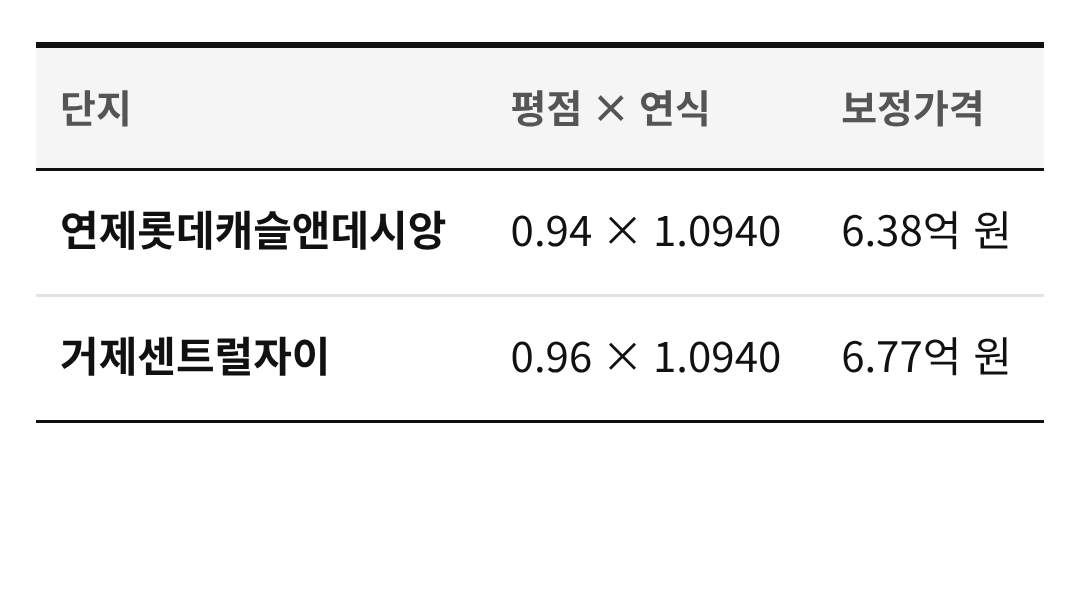 단지 평점 × 연식 보정가격
연제롯데캐슬앤데시앙 0.94 × 1.0940 6.38억 원
거제센트럴자이 0.96 × 1.0940 6.77억 원